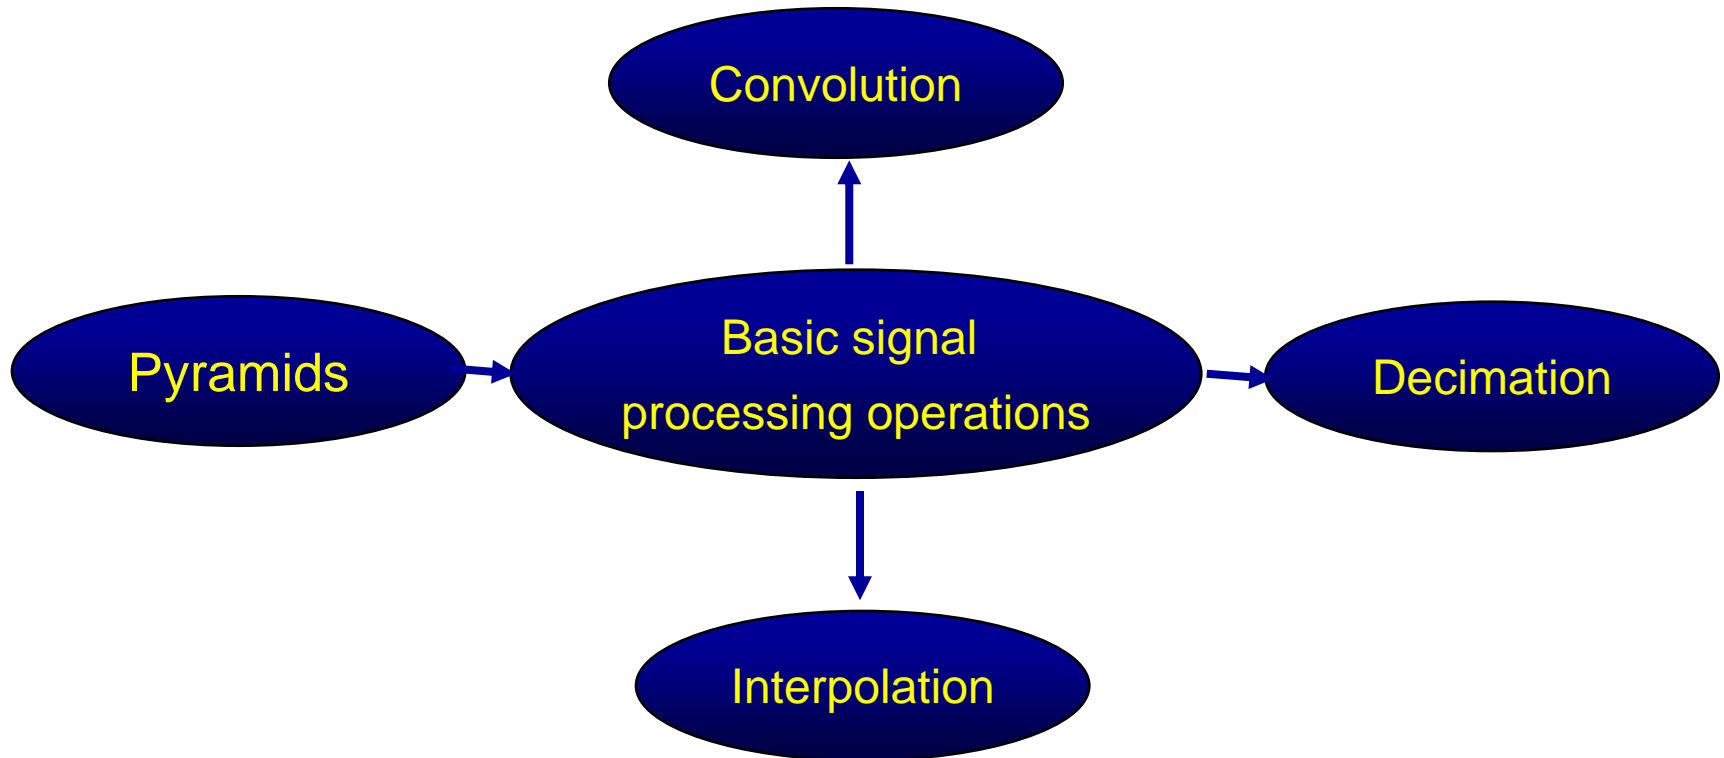 Convolution
Pyramids
Basic signal
processing operations
Decimation
Interpolation